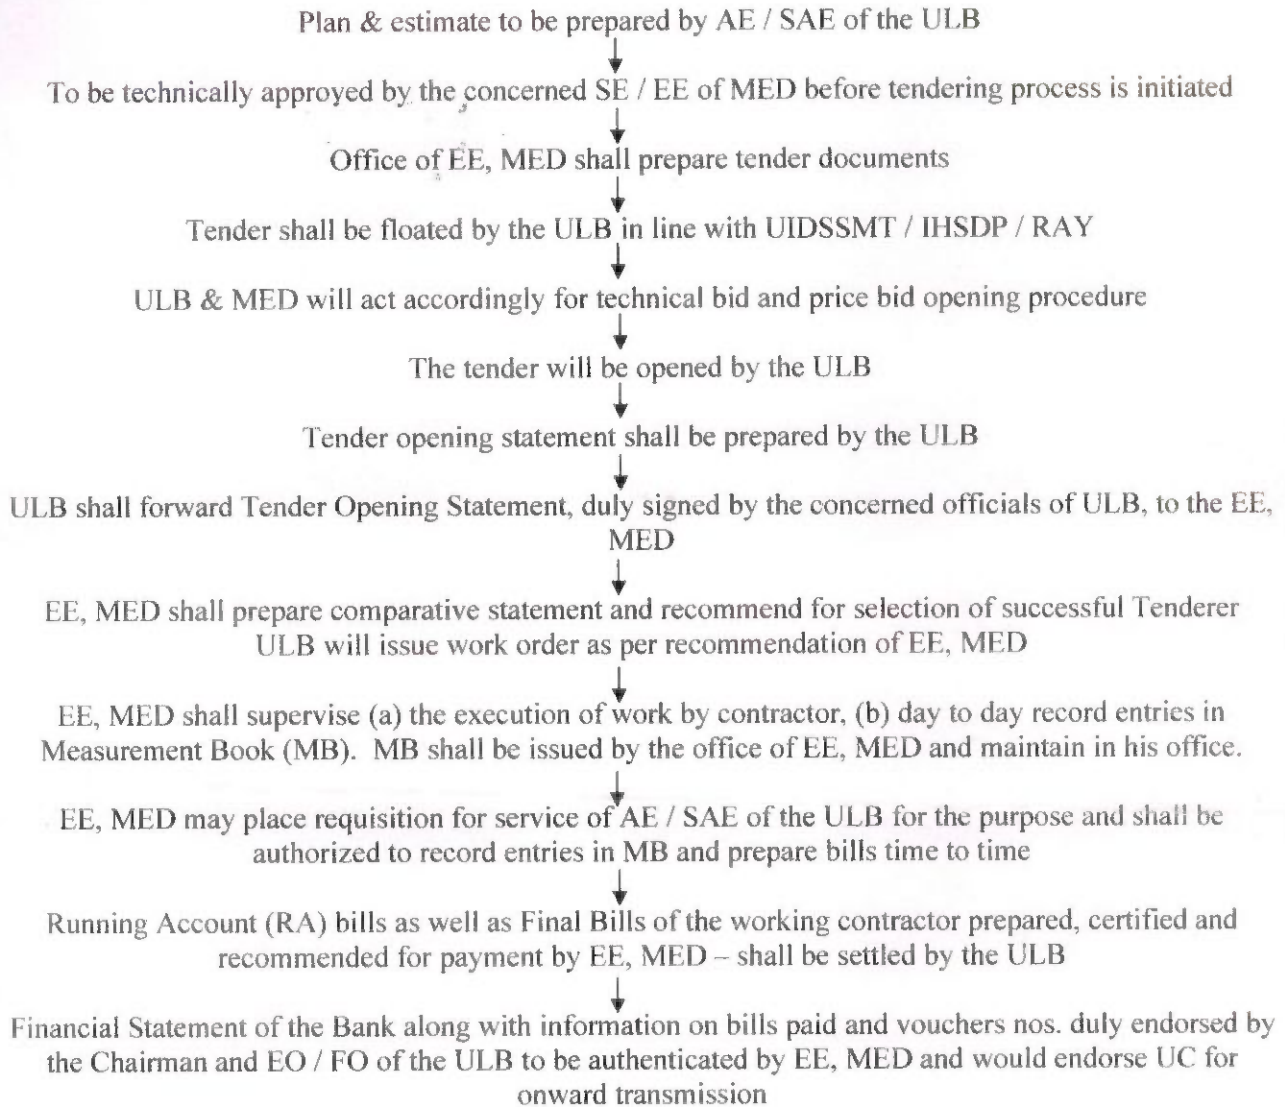 Plan & estimate to be prepared by AE / SAE of the ULB
To be technically approyed by the concerned SE / EE of MED before tendering process is initiated
Office of EE, MED shall prepare tender documents
Tender shall be floated by the ULB in line with UIDSSMT / IHSDP / RAY
ULB & MED will act accordingly for technical bid and price bid opening procedure
The tender will be opened by the ULB
Tender opening statement shall be prepared by the ULB
ULB shall forward Tender Opening Statement, duly signed by the concerned officials of ULB, to the EE,
MED
EE, MED shall prepare comparative statement and recommend for selection of successful Tenderer
ULB will issue work order as per recommendation of EE, MED
EE, MED shall supervise (a) the execution of work by contractor, (b) day to day record entries in
Measurement Book (MB). MB shall be issued by the office of EE, MED and maintain in his office.
EE, MED may place requisition for service of AE / SAE of the ULB for the purpose and shall be
authorized to record entries in MB and prepare bills time to time
Running Account (RA) bills as well as Final Bills of the working contractor prepared, certified and
recommended for payment by EE, MED – shall be settled by the ULB
Financial Statement of the Bank along with information on bills paid and vouchers nos. duly endorsed by
the Chairman and EO / FO of the ULB to be authenticated by EE, MED and would endorse UC for
onward transmission